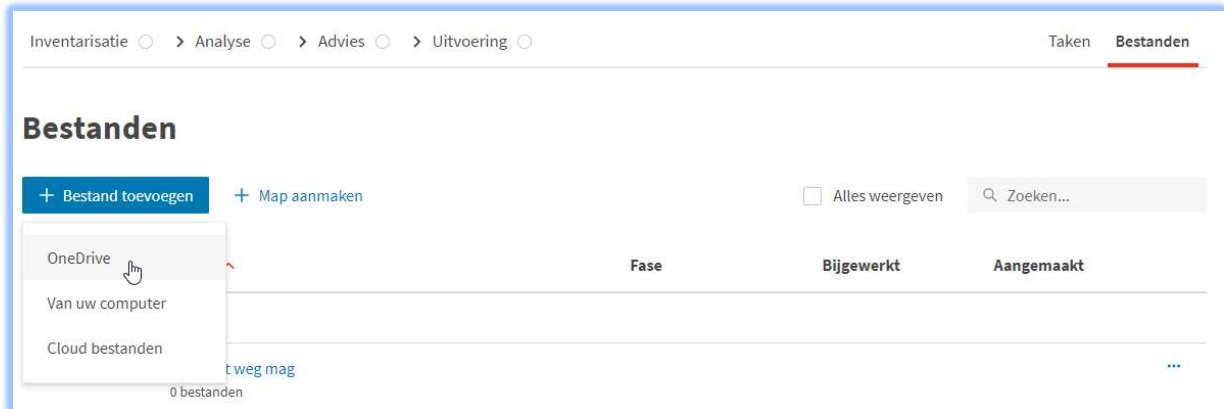 Inventarisatie > Analyse > Advies > Uitvoering Taken Bestanden
Bestanden
+ Bestand toevoegen + Map aanmaken Alles weergeven Zoeken...
OneDrive Fase Bijgewerkt Aangemaakt
Van uw computer
Cloud bestanden
weg mag ...
0 bestanden